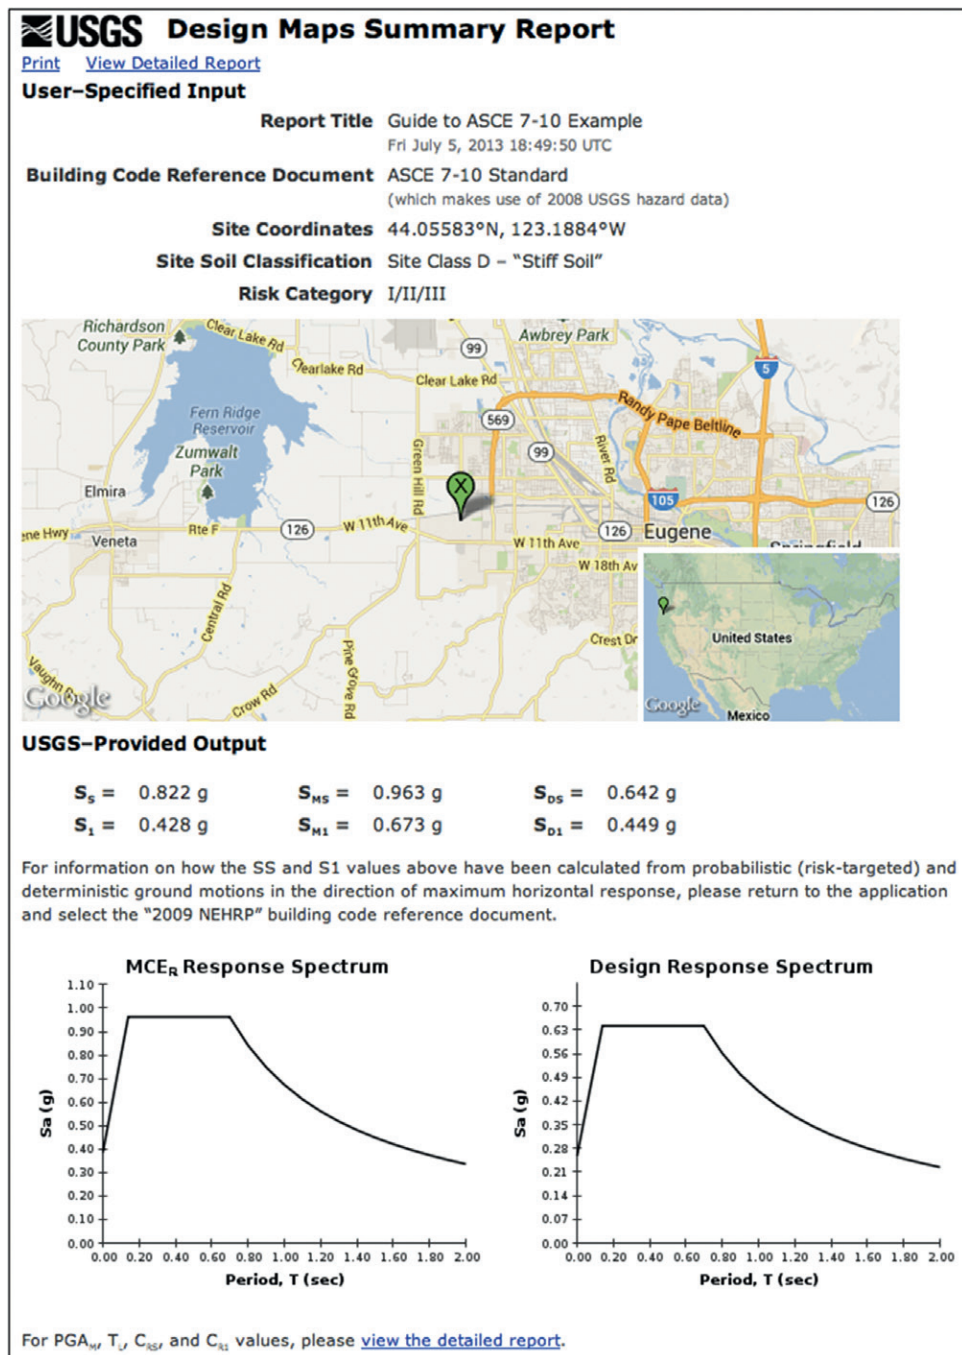 USGS Design Maps Summary Report
Print View Detailed Report
User–Specified Input
Report Title Guide to ASCE 7-10 Example
Fri July 5, 2013 18:49:50 UTC
Building Code Reference Document ASCE 7-10 Standard
(which makes use of 2008 USGS hazard data)
Site Coordinates 44.05583°N, 123.1884°W
Site Soil Classification Site Class D – “Stiff Soil”
Risk Category I/II/III
Richardson
County Park
Clear Lake Rd
Clearlake Rd
99
Awbrey Park
5
Clear Lake Rd
Randy Pape Beltline
Fern Ridge
Reservoir
569
Zumwalt
Park
Green Hill Rd
99
River Rd
X
Elmira
105
126
ene Hwy
Rte F
126
W 11th Ave
126
Eugene
Veneta
W 11th Ave
Springfield
W 18th Av
Central Rd
Crest Dr
United States
Pine Grove Rd
Vaughn
Crow Rd
Google
Google
Mexico
USGS–Provided Output
S_S = 0.822 g S_MS = 0.963 g S_DS = 0.642 g
S_1 = 0.428 g S_M1 = 0.673 g S_D1 = 0.449 g
For information on how the SS and S1 values above have been calculated from probabilistic (risk-targeted) and
deterministic ground motions in the direction of maximum horizontal response, please return to the application
and select the “2009 NEHRP” building code reference document.
MCE_R Response Spectrum
1.10
1.00
0.90
0.80
0.70
0.60
0.50
0.40
0.30
0.20
0.10
0.00
Sa (g)
0.00 0.20 0.40 0.60 0.80 1.00 1.20 1.40 1.60 1.80 2.00
Period, T (sec)
Design Response Spectrum
0.70
0.63
0.56
0.49
0.42
0.35
0.28
0.21
0.14
0.07
0.00
Sa (g)
0.00 0.20 0.40 0.60 0.80 1.00 1.20 1.40 1.60 1.80 2.00
Period, T (sec)
For PGA_M, T_L, C_RS, and C_R1 values, please view the detailed report.